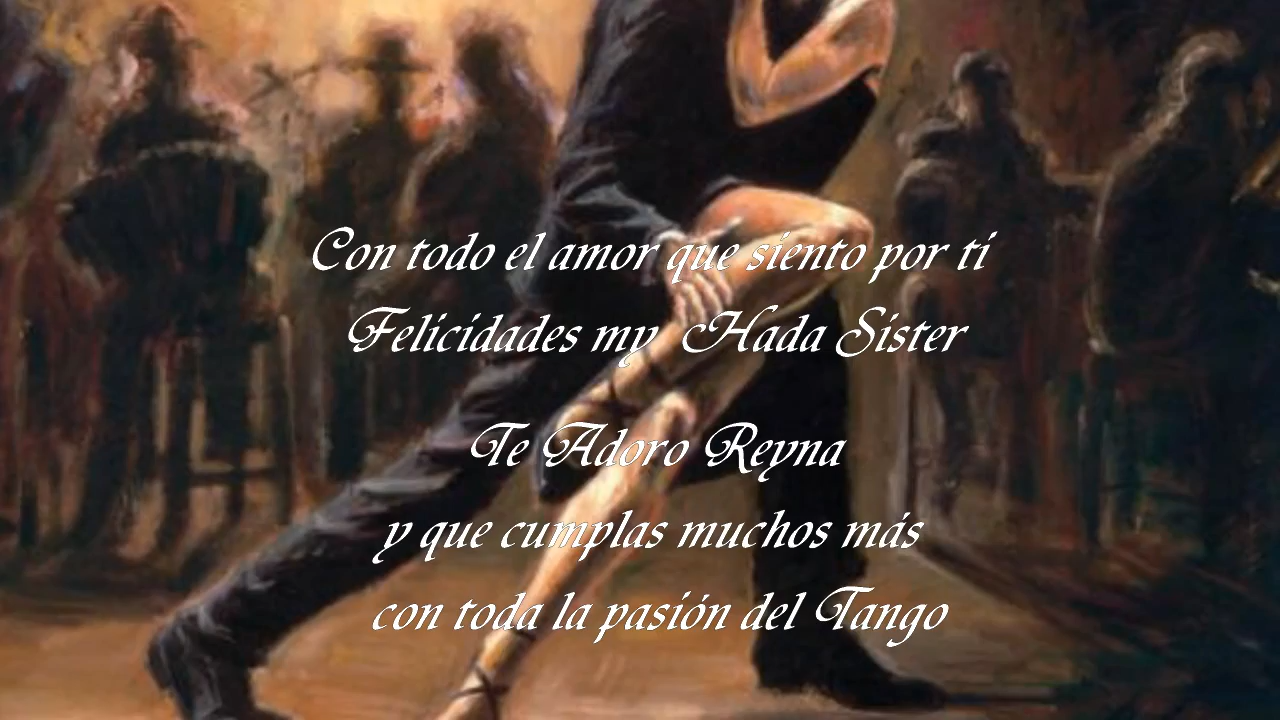 Con todo el amor que siento por ti
Felicidades my Hada Sister
Te Adoro Reyna
y que cumplas muchos más
con toda la pasión del Tango